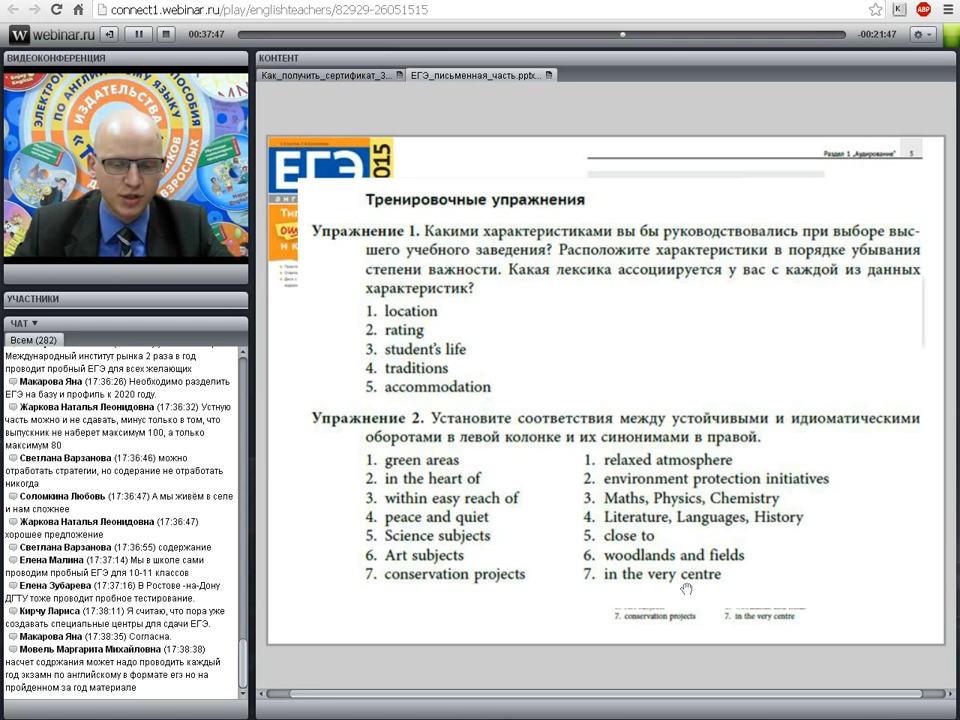 connect1.webinar.ru/play/englishteachers/82929-26051515
K
ABP
W webinar.ru
00:37:47
-00:21:47
ВИДЕОКОНФЕРЕНЦИЯ
ЭЛЕКТРОН
ПО АНГЛИЙСКОМУ ЯЗЫКУ
ПОСОБИЯ
ИЗДАТЕЛЬСТВА
ВЗРОСЛЫХ
УЧАСТНИКИ
ЧАТ ▼
Всем (282)
Международный институт рынка 2 раза в год
проводит пробный ЕГЭ для всех желающих
Макарова Яна (17:36:26) Необходимо разделить
ЕГЭ на базу и профиль к 2020 году.
Жаркова Наталья Леонидовна (17:36:32) Устную
часть можно и не сдавать, минус только в том, что
выпускник не наберет максимум 100, а только
максимум 80
Светлана Варзанова (17:36:46) можно
отработать стратегии, но содерание не отработать
никогда
Соломкина Любовь (17:36:47) А мы живём в селе
и нам сложнее
Жаркова Наталья Леонидовна (17:36:47)
хорошее предложение
Светлана Варзанова (17:36:55) содержание
Елена Малина (17:37:14) Мы в школе сами
проводим пробный ЕГЭ для 10-11 классов
Елена Зубарева (17:37:16) В Ростове -на-Дону
ДГТУ тоже проводит пробное тестирование.
Кирчу Лариса (17:38:11) Я считаю, что пора уже
создавать специальные центры для сдачи ЕГЭ.
Макарова Яна (17:38:35) Согласна.
Мовель Маргарита Михайловна (17:38:38)
насчет содржания может надо проводить каждый
год экзамн по английскому в формате егэ но на
пройденном за год материале
КОНТЕНТ
Как_получить_сертификат_3...
ЕГЭ_письменная_часть.pptx...
ЕГЭ
2015
Раздел 1 „Аудирование"
5
Тренировочные упражнения
Упражнение 1. Какими характеристиками вы бы руководствовались при выборе выс-
шего учебного заведения? Расположите характеристики в порядке убывания
степени важности. Какая лексика ассоциируется у вас с каждой из данных
характеристик?
1. location
2. rating
3. student's life
4. traditions
5. accommodation
Упражнение 2. Установите соответствия между устойчивыми и идиоматическими
оборотами в левой колонке и их синонимами в правой.
1. green areas
2. in the heart of
3. within easy reach of
4. peace and quiet
5. Science subjects
6. Art subjects
7. conservation projects
1. relaxed atmosphere
2. environment protection initiatives
3. Maths, Physics, Chemistry
4. Literature, Languages, History
5. close to
6. woodlands and fields
7. in the very centre
7. conservation projects
7. in the very centre